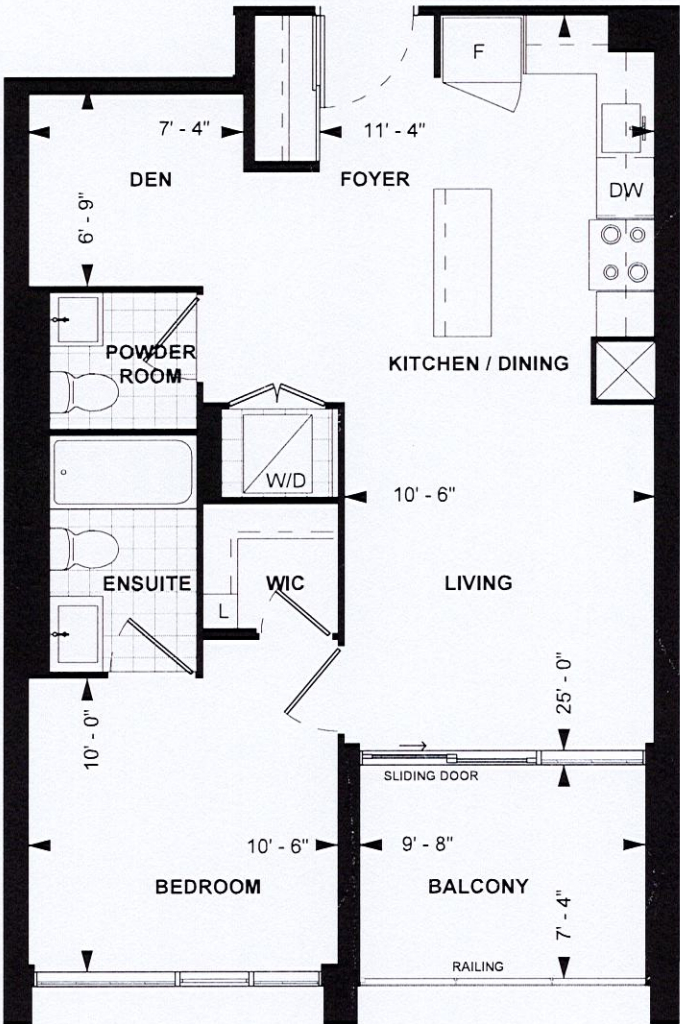 F
7' - 4"
11' - 4"
DEN
FOYER
DW
6' - 9"
POWDER
ROOM
KITCHEN / DINING
W/D
10' - 6"
ENSUITE
WIC
LIVING
L
25' - 0"
10' - 0"
SLIDING DOOR
10' - 6"
9' - 8"
BEDROOM
BALCONY
7' - 4"
RAILING